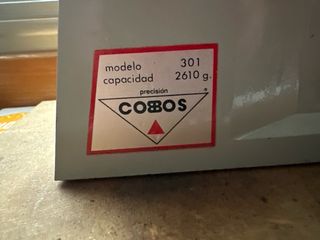 modelo 301
capacidad 2610 g.
precisión
COBOS